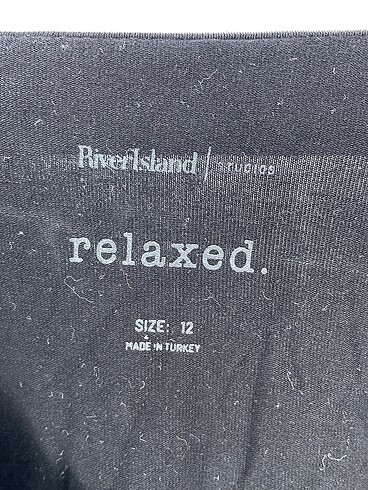 RiverIsland | STUDIOS
relaxed.
SIZE: 12
MADE IN TURKEY